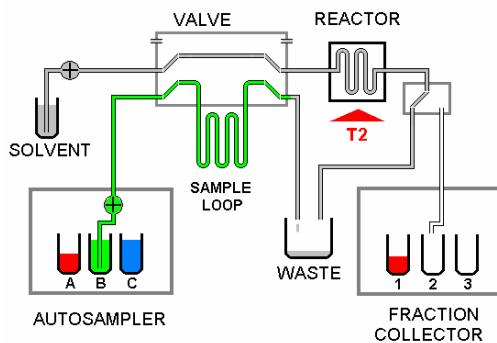 VALVE
REACTOR
SOLVENT
T2
SAMPLE
LOOP
A B C
WASTE
1 2 3
AUTOSAMPLER
FRACTION
COLLECTOR